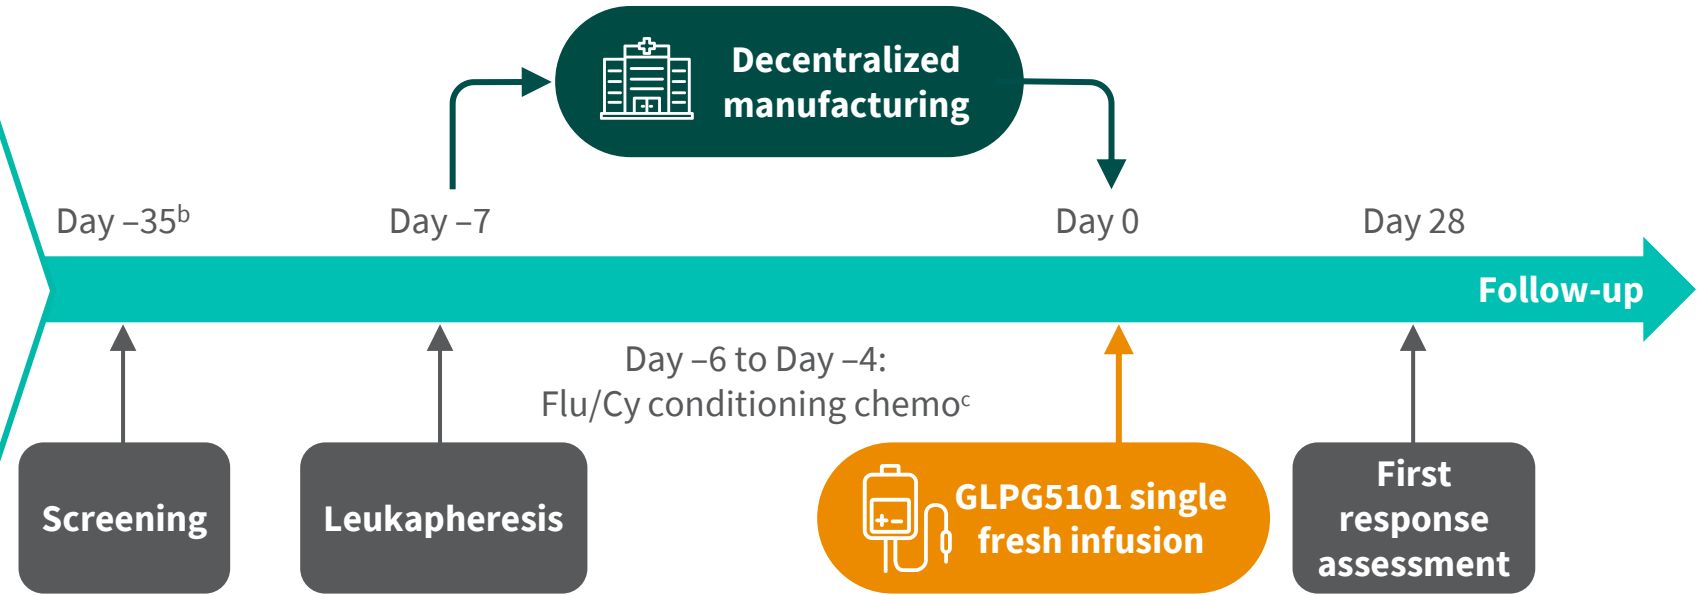 Decentralized
manufacturing
Day –35ᵇ
Day –7
Day 0
Day 28
Follow-up
Day –6 to Day –4:
Flu/Cy conditioning chemoᶜ
Screening
Leukapheresis
GLPG5101 single
fresh infusion
First
response
assessment